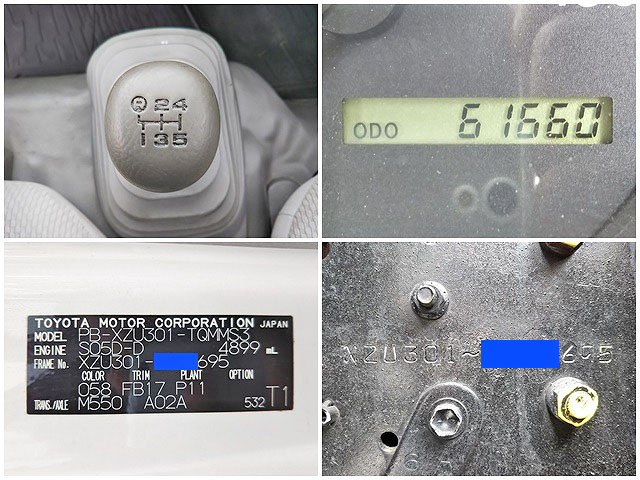 R 2 4
1 3 5
ODO 61660
TOYOTA MOTOR CORPORATION JAPAN
MODEL PB-XZU301-TQMMS3
ENGINE S05D-D 4899 mL
FRAME No. XZU301- 695
COLOR TRIM PLANT OPTION
058 FB17 P11
TRANS./AXLE M550 A02A 532 T1
XZU301- 695